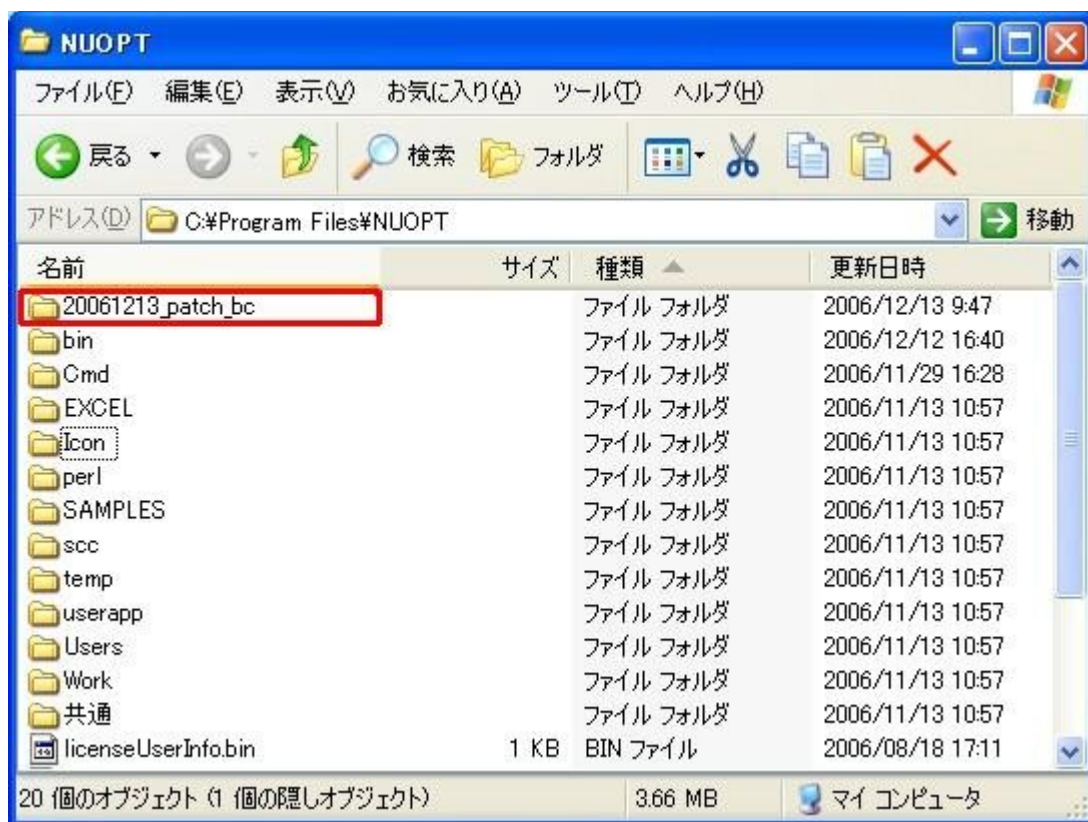 NUOPT
ファイル(F) 編集(E) 表示(V) お気に入り(A) ツール(T) ヘルプ(H)
戻る 検索 フォルダ
アドレス(D) C:¥Program Files¥NUOPT 移動
名前 サイズ 種類 更新日時
20061213_patch_bc ファイル フォルダ 2006/12/13 9:47
bin ファイル フォルダ 2006/12/12 16:40
Cmd ファイル フォルダ 2006/11/29 16:28
EXCEL ファイル フォルダ 2006/11/13 10:57
Icon ファイル フォルダ 2006/11/13 10:57
perl ファイル フォルダ 2006/11/13 10:57
SAMPLES ファイル フォルダ 2006/11/13 10:57
scc ファイル フォルダ 2006/11/13 10:57
temp ファイル フォルダ 2006/11/13 10:57
userapp ファイル フォルダ 2006/11/13 10:57
Users ファイル フォルダ 2006/11/13 10:57
Work ファイル フォルダ 2006/11/13 10:57
共通 ファイル フォルダ 2006/11/13 10:57
licenseUserInfo.bin 1 KB BIN ファイル 2006/08/18 17:11
20 個のオブジェクト (1 個の隠しオブジェクト) 3.66 MB マイ コンピュータ